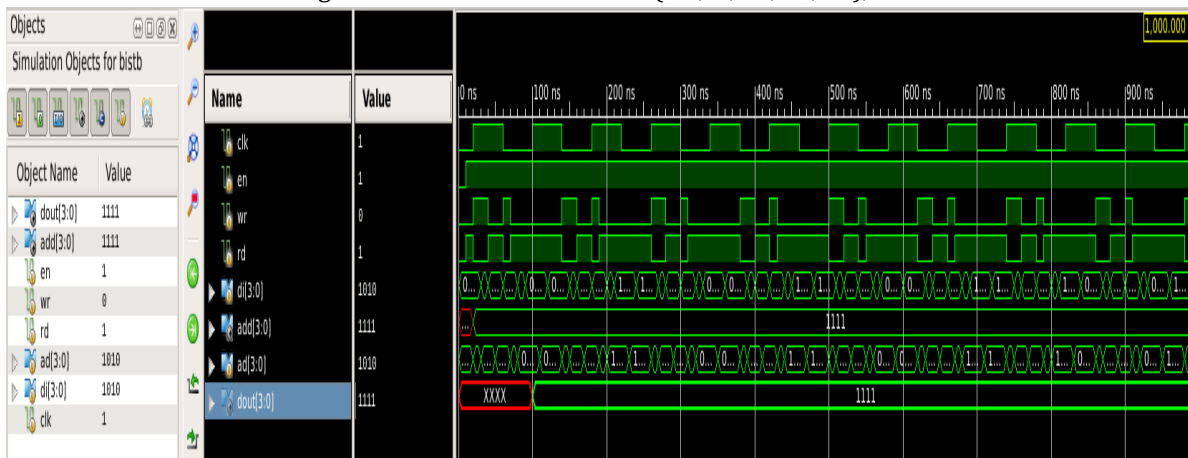 Objects
Simulation Objects for bistb
Object Name Value
dout[3:0] 1111
add[3:0] 1111
en 1
wr 0
rd 1
ad[3:0] 1010
di[3:0] 1010
clk 1
Name Value
clk 1
en 1
wr 0
rd 1
di[3:0] 1010
add[3:0] 1111
ad[3:0] 1010
dout[3:0] 1111
1,000.000
0 ns 100 ns 200 ns 300 ns 400 ns 500 ns 600 ns 700 ns 800 ns 900 ns
1111
XXXX 1111